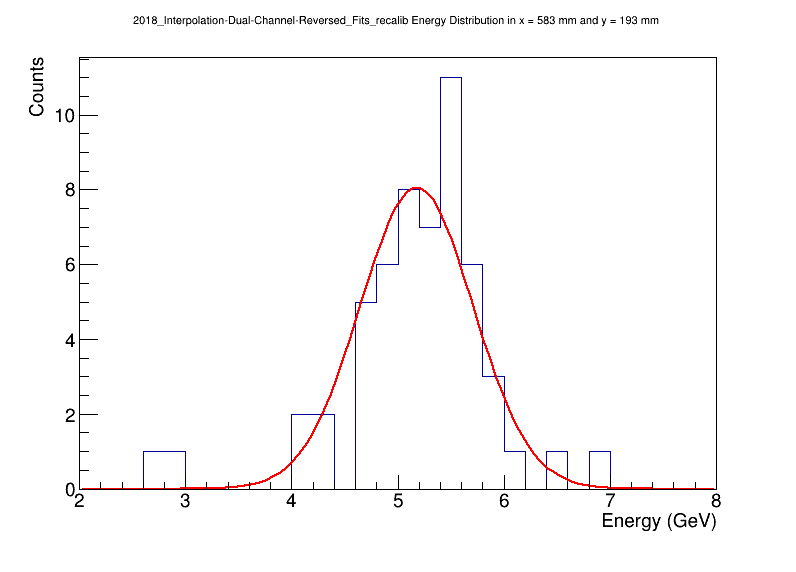 2018_Interpolation-Dual-Channel-Reversed_Fits_recalib Energy Distribution in x = 583 mm and y = 193 mm
Counts
10
8
6
4
2
0
2 3 4 5 6 7 8
Energy (GeV)